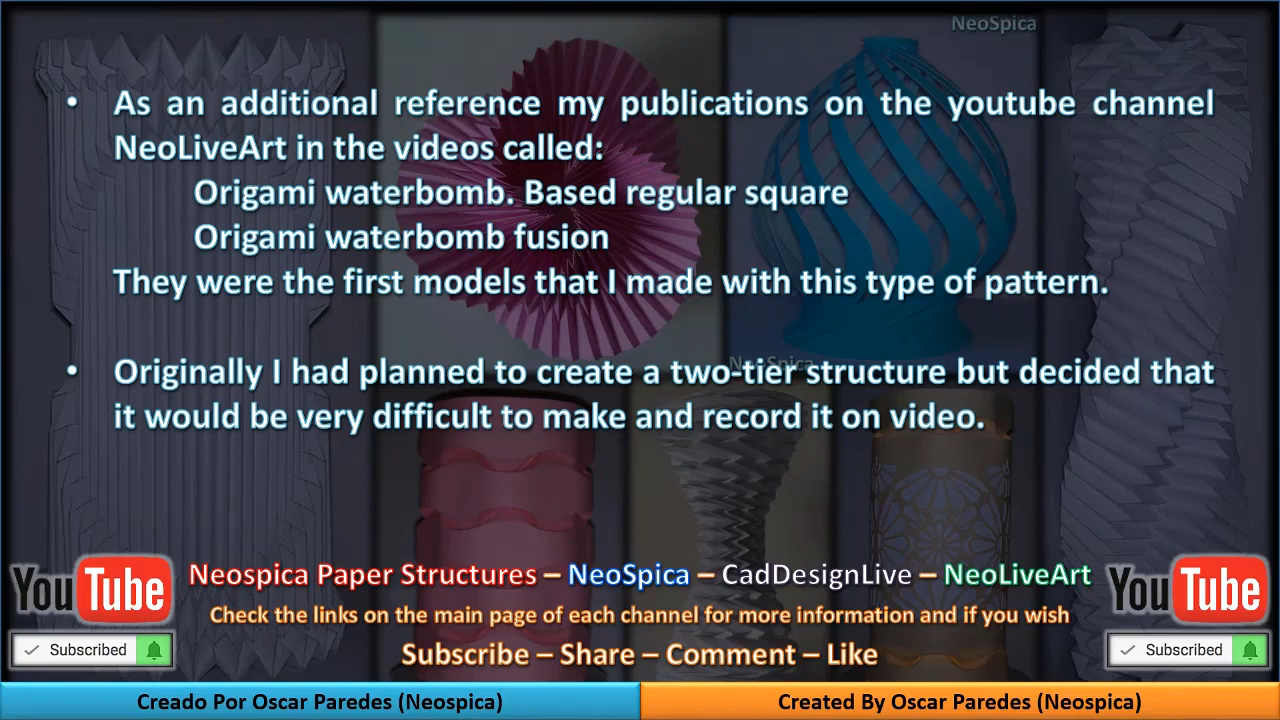 NeoSpica
• As an additional reference my publications on the youtube channel
NeoLiveArt in the videos called:
Origami waterbomb. Based regular square
Origami waterbomb fusion
They were the first models that I made with this type of pattern.
NeoSpica
• Originally I had planned to create a two-tier structure but decided that
it would be very difficult to make and record it on video.
YouTube
Subscribed
Neospica Paper Structures – NeoSpica – CadDesignLive – NeoLiveArt
Check the links on the main page of each channel for more information and if you wish
Subscribe – Share – Comment – Like
YouTube
Subscribed
Creado Por Oscar Paredes (Neospica)
Created By Oscar Paredes (Neospica)